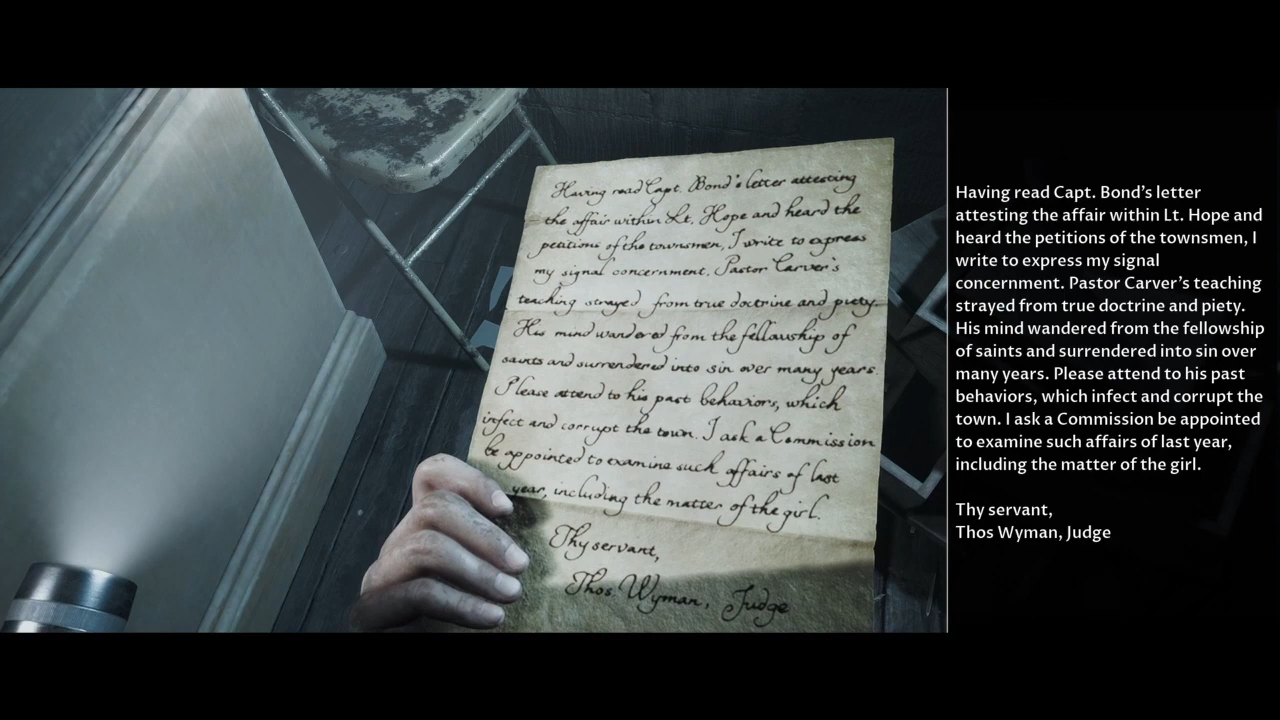 Having read Capt. Bond's letter attesting
the affair within Lt. Hope and heard the
petitions of the townsmen, I write to express
my signal concernment. Pastor Carver's
teaching strayed from true doctrine and piety.
His mind wandered from the fellowship of
saints and surrendered into sin over many years.
Please attend to his past behaviors, which
infect and corrupt the town. I ask a Commission
be appointed to examine such affairs of last
year, including the matter of the girl.
Thy servant,
Thos. Wyman, Judge
Having read Capt. Bond's letter
attesting the affair within Lt. Hope and
heard the petitions of the townsmen, I
write to express my signal
concernment. Pastor Carver's teaching
strayed from true doctrine and piety.
His mind wandered from the fellowship
of saints and surrendered into sin over
many years. Please attend to his past
behaviors, which infect and corrupt the
town. I ask a Commission be appointed
to examine such affairs of last year,
including the matter of the girl.
Thy servant,
Thos Wyman, Judge